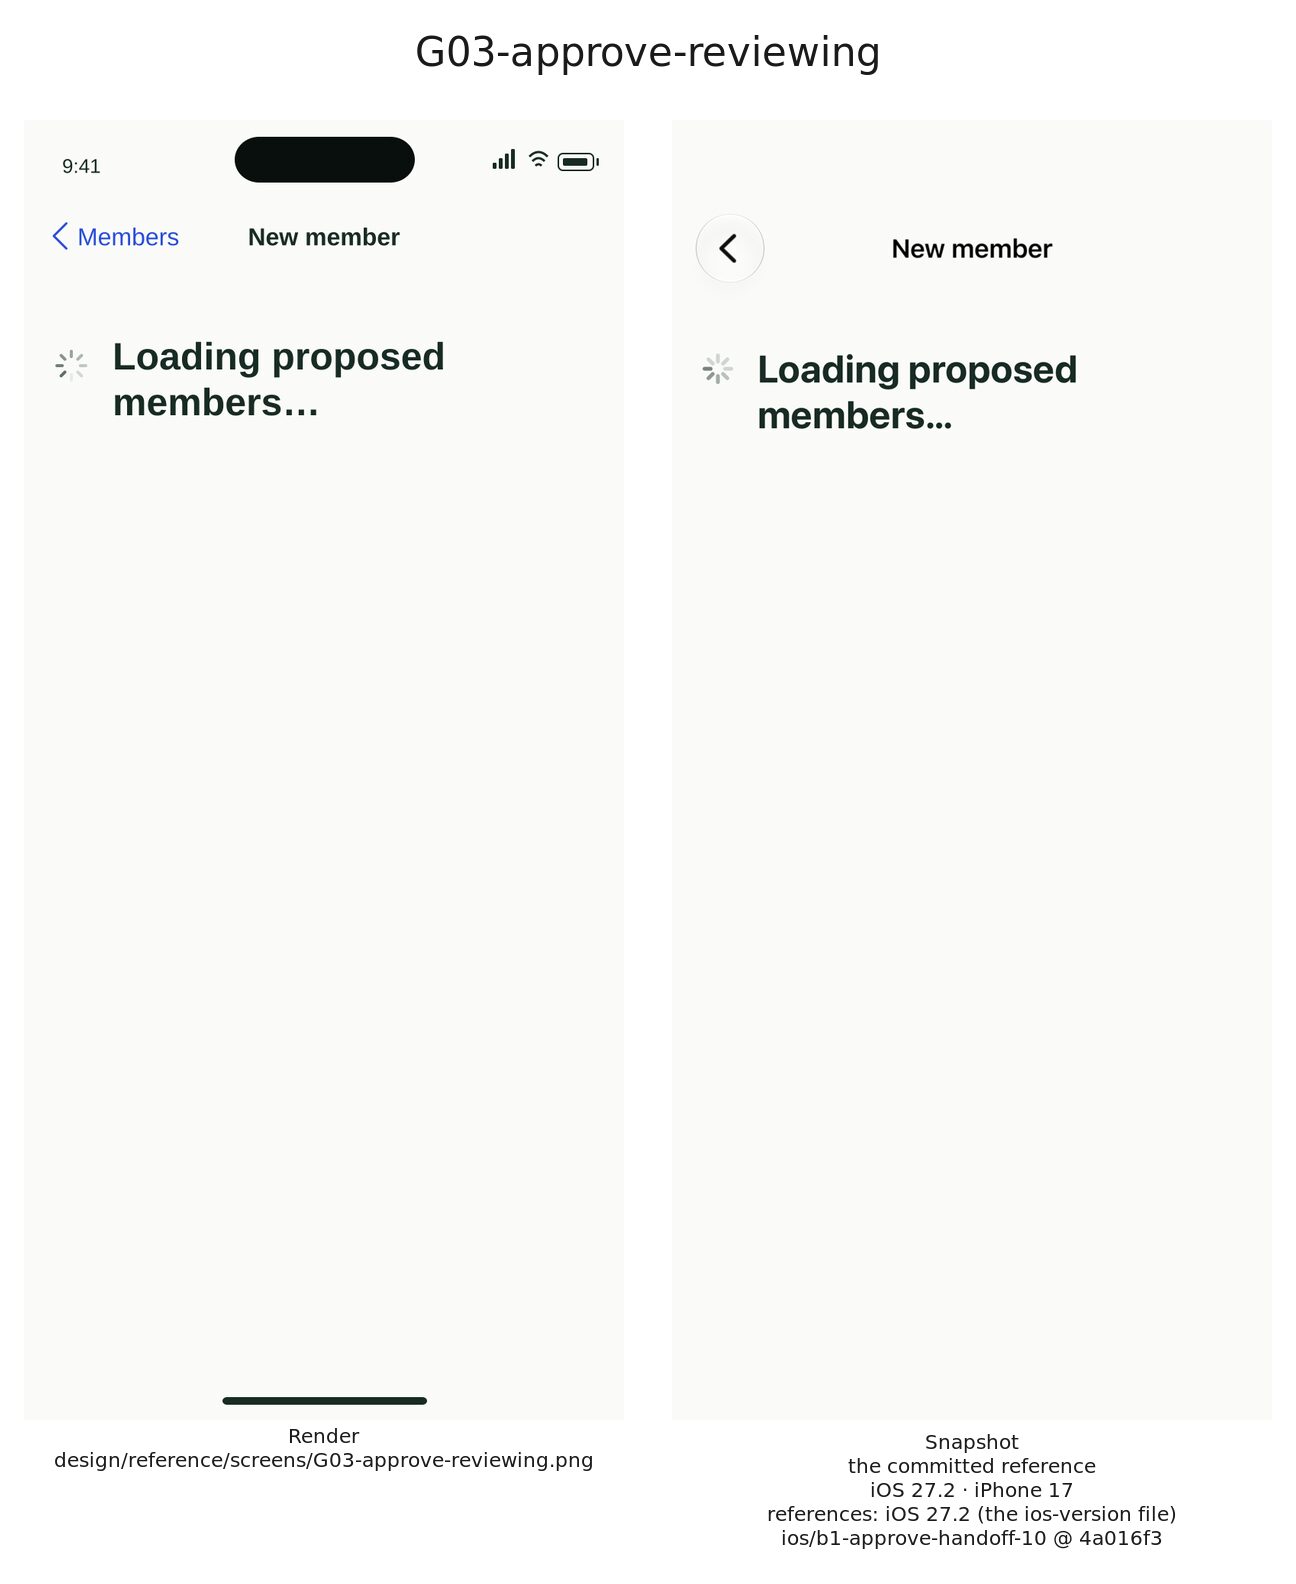 G03-approve-reviewing
9:41
Members
New member
Loading proposed
members…
Render
design/reference/screens/G03-approve-reviewing.png
New member
Loading proposed
members…
Snapshot
the committed reference
iOS 27.2 · iPhone 17
references: iOS 27.2 (the ios-version file)
ios/b1-approve-handoff-10 @ 4a016f3